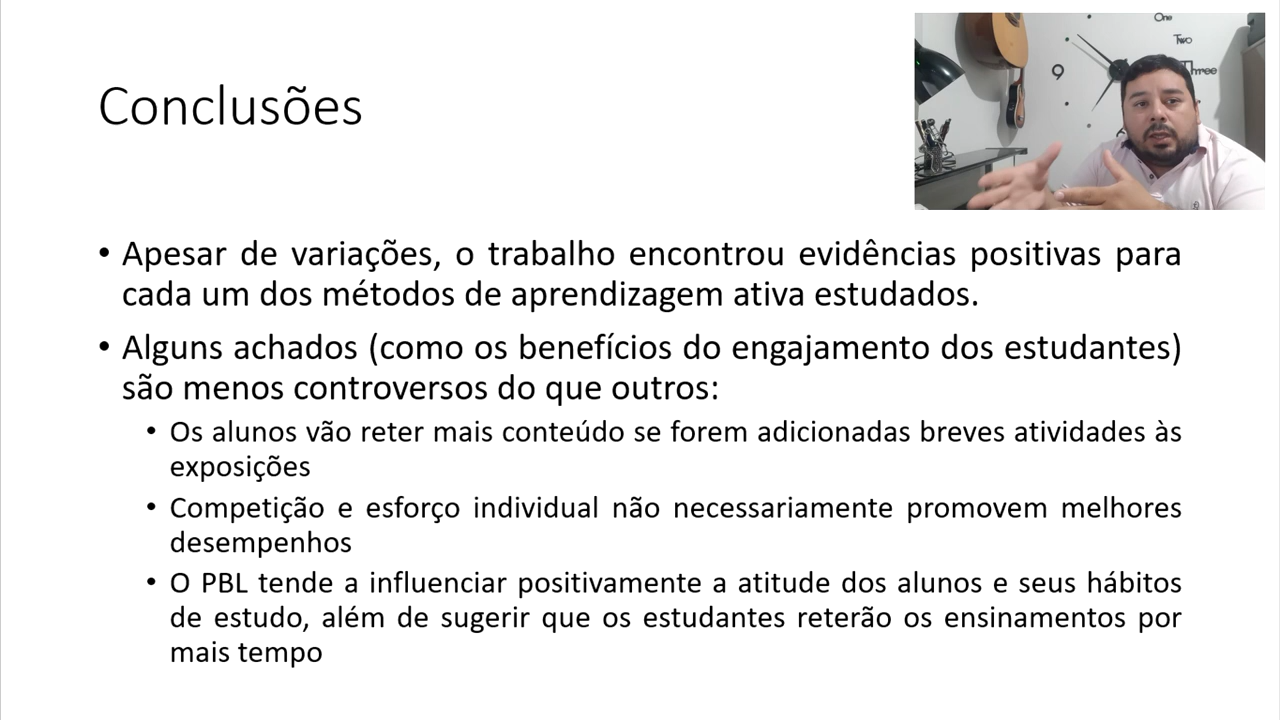 Conclusões
One
Two
Three
9
• Apesar de variações, o trabalho encontrou evidências positivas para
cada um dos métodos de aprendizagem ativa estudados.
• Alguns achados (como os benefícios do engajamento dos estudantes)
são menos controversos do que outros:
• Os alunos vão reter mais conteúdo se forem adicionadas breves atividades às
exposições
• Competição e esforço individual não necessariamente promovem melhores
desempenhos
• O PBL tende a influenciar positivamente a atitude dos alunos e seus hábitos
de estudo, além de sugerir que os estudantes reterão os ensinamentos por
mais tempo